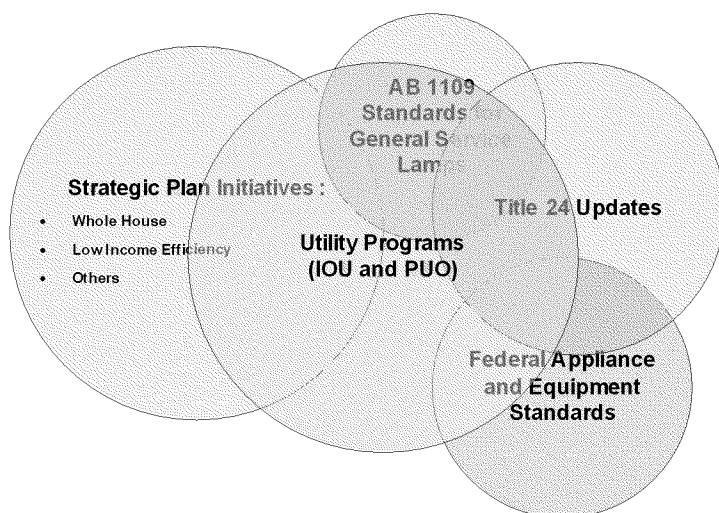 AB 1109
Standards for
General Service
Lamps
Strategic Plan Initiatives :
• Whole House
• Low Income Efficiency
• Others
Title 24 Updates
Utility Programs
(IOU and PUO)
Federal Appliance
and Equipment
Standards